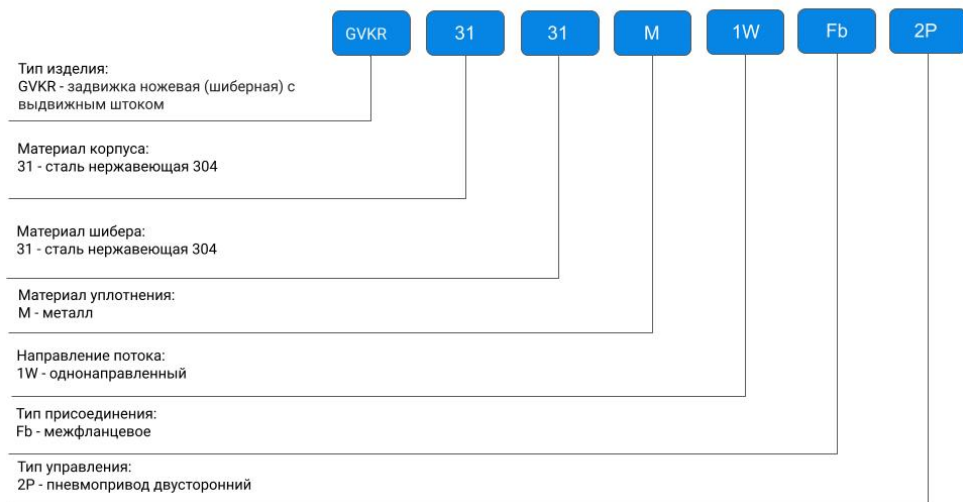 GVKR 31 31 M 1W Fb 2P
Тип изделия:
GVKR - задвижка ножевая (шиберная) с
выдвижным штоком
Материал корпуса:
31 - сталь нержавеющая 304
Материал шибера:
31 - сталь нержавеющая 304
Материал уплотнения:
М - металл
Направление потока:
1W - однонаправленный
Тип присоединения:
Fb - межфланцевое
Тип управления:
2P - пневмопривод двусторонний